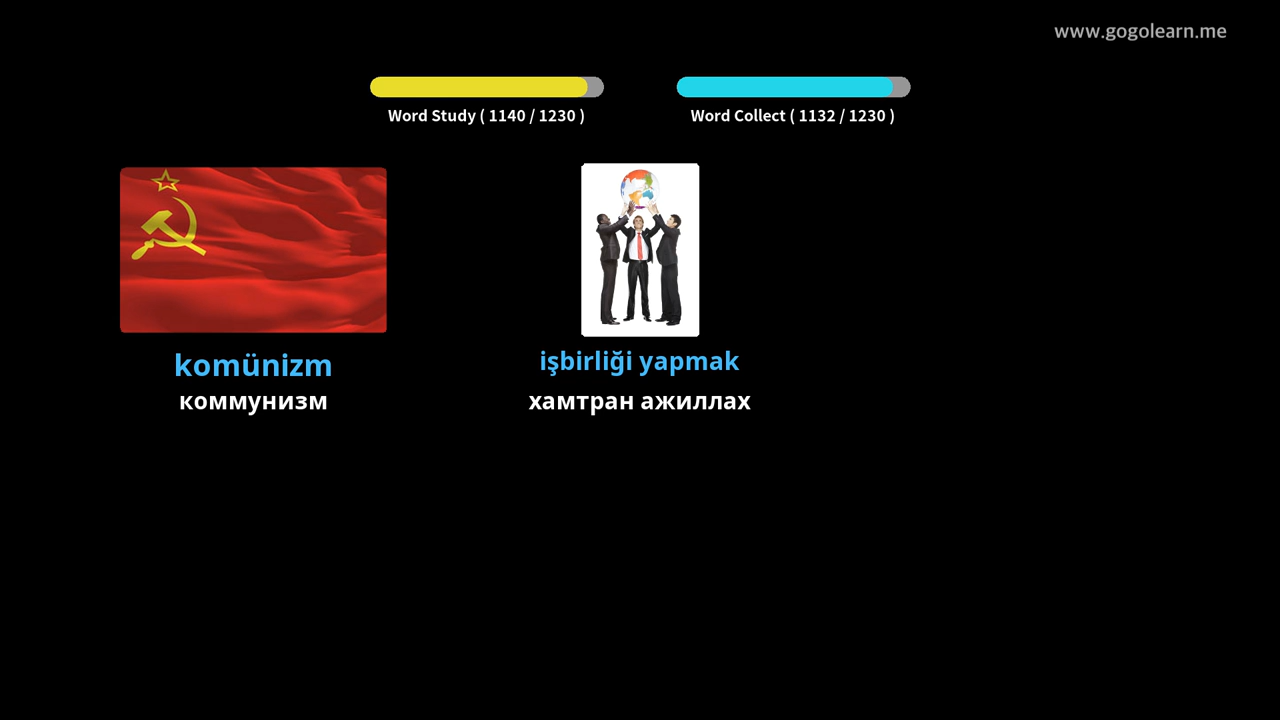 www.gogolearn.me
Word Study ( 1140 / 1230 )
Word Collect ( 1132 / 1230 )
komünizm
коммунизм
işbirliği yapmak
хамтран ажиллах